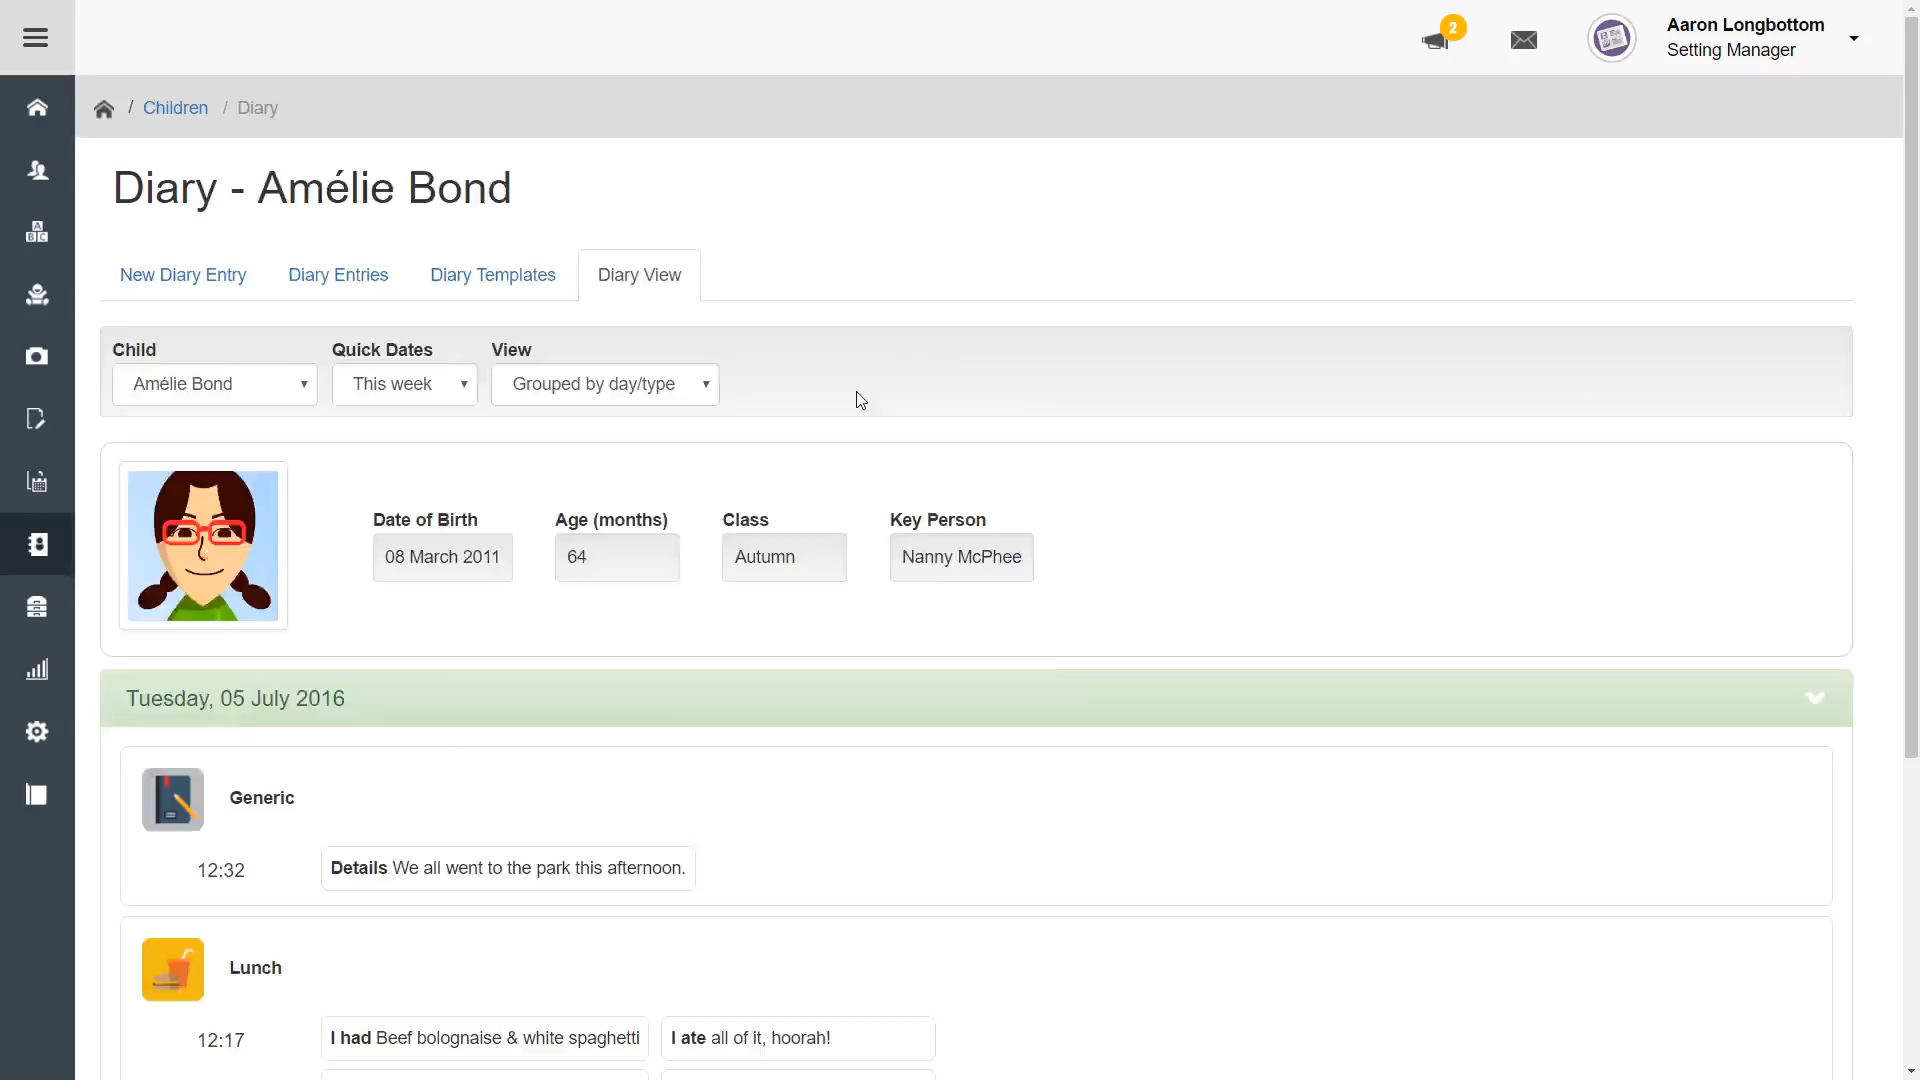 2
Aaron Longbottom
Setting Manager
/ Children / Diary
Diary - Amélie Bond
New Diary Entry Diary Entries Diary Templates Diary View
Child Quick Dates View
Amélie Bond This week Grouped by day/type
Date of Birth Age (months) Class Key Person
08 March 2011 64 Autumn Nanny McPhee
Tuesday, 05 July 2016
Generic
12:32 Details We all went to the park this afternoon.
Lunch
12:17 I had Beef bolognaise & white spaghetti I ate all of it, hoorah!